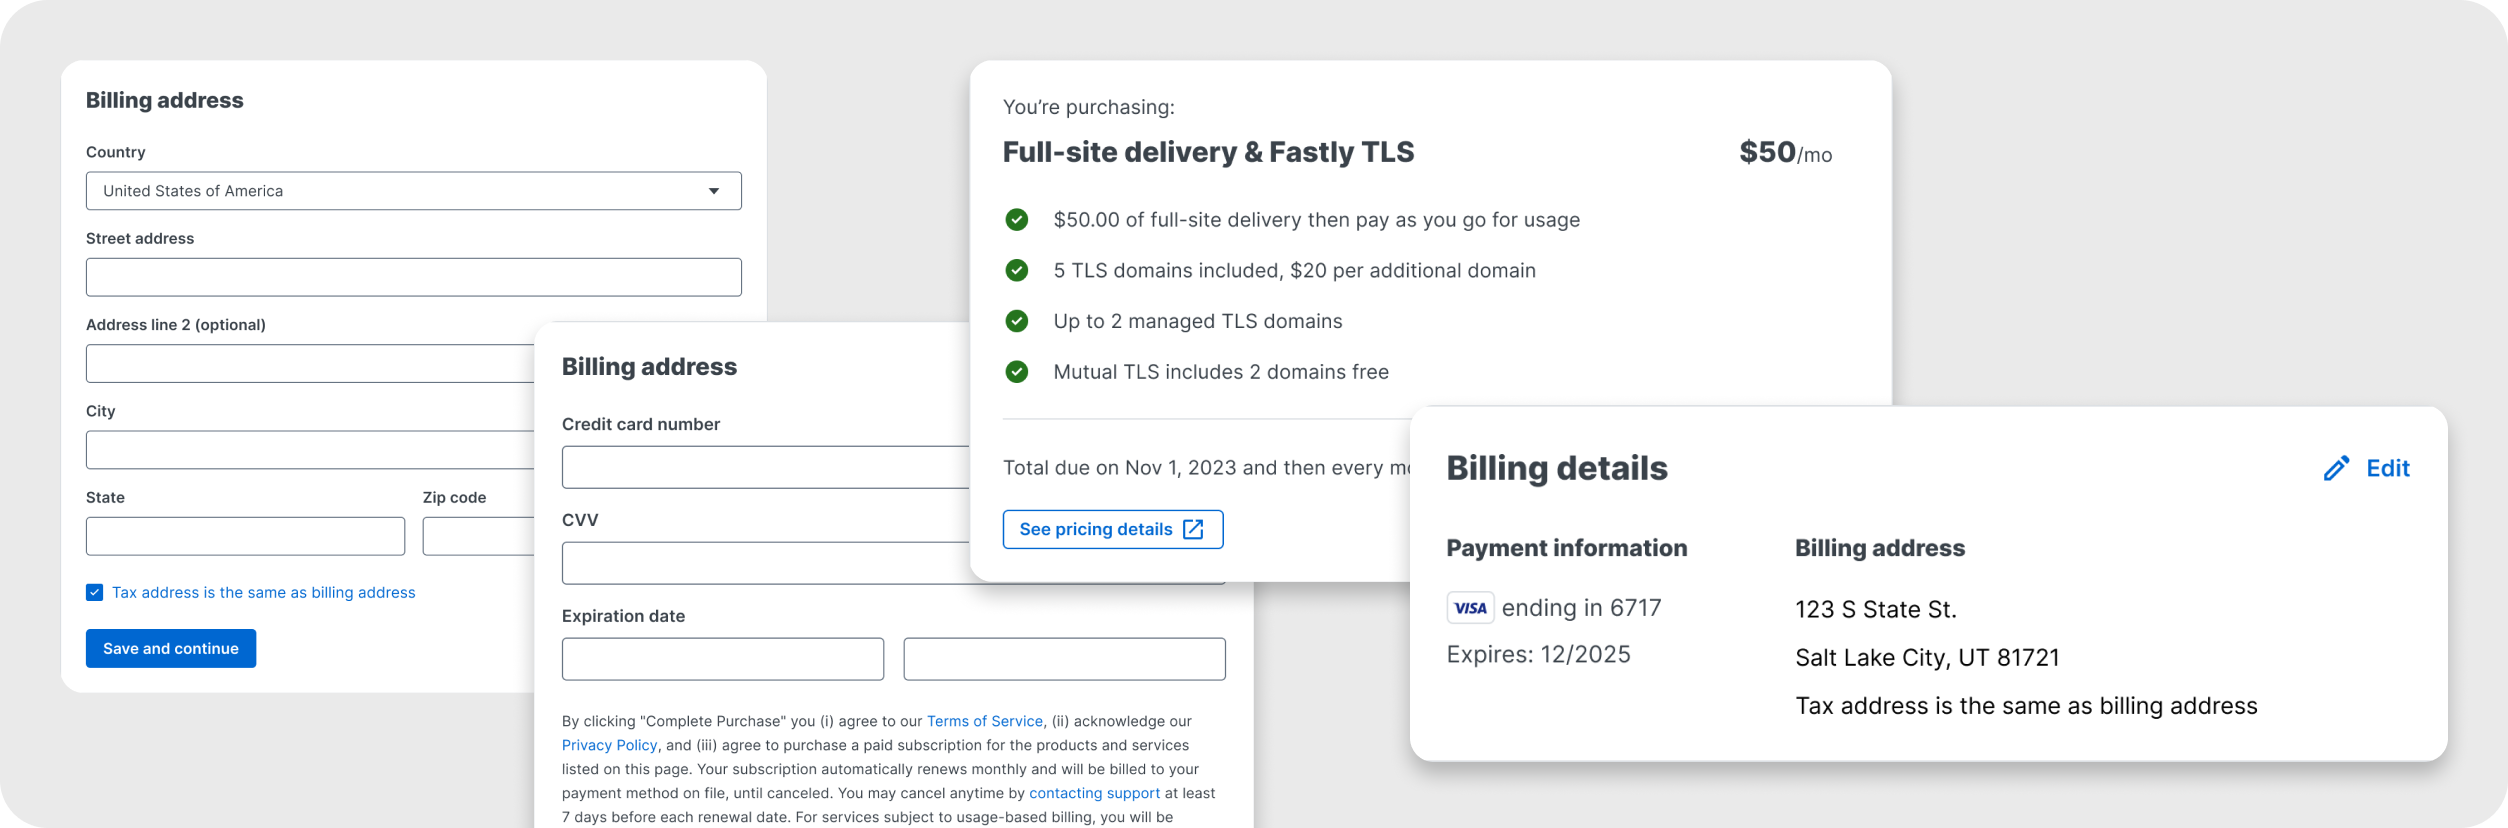 Billing address
Country
United States of America
Street address
Address line 2 (optional)
City
State
Zip code
Tax address is the same as billing address
Save and continue
Billing address
Credit card number
CVV
Expiration date
By clicking "Complete Purchase" you (i) agree to our Terms of Service, (ii) acknowledge our
Privacy Policy, and (iii) agree to purchase a paid subscription for the products and services
listed on this page. Your subscription automatically renews monthly and will be billed to your
payment method on file, until canceled. You may cancel anytime by contacting support at least
7 days before each renewal date. For services subject to usage-based billing, you will be
You’re purchasing:
Full-site delivery & Fastly TLS
$50/mo
$50.00 of full-site delivery then pay as you go for usage
5 TLS domains included, $20 per additional domain
Up to 2 managed TLS domains
Mutual TLS includes 2 domains free
Total due on Nov 1, 2023 and then every
See pricing details
Billing details
Edit
Payment information
VISA ending in 6717
Expires: 12/2025
Billing address
123 S State St.
Salt Lake City, UT 81721
Tax address is the same as billing address